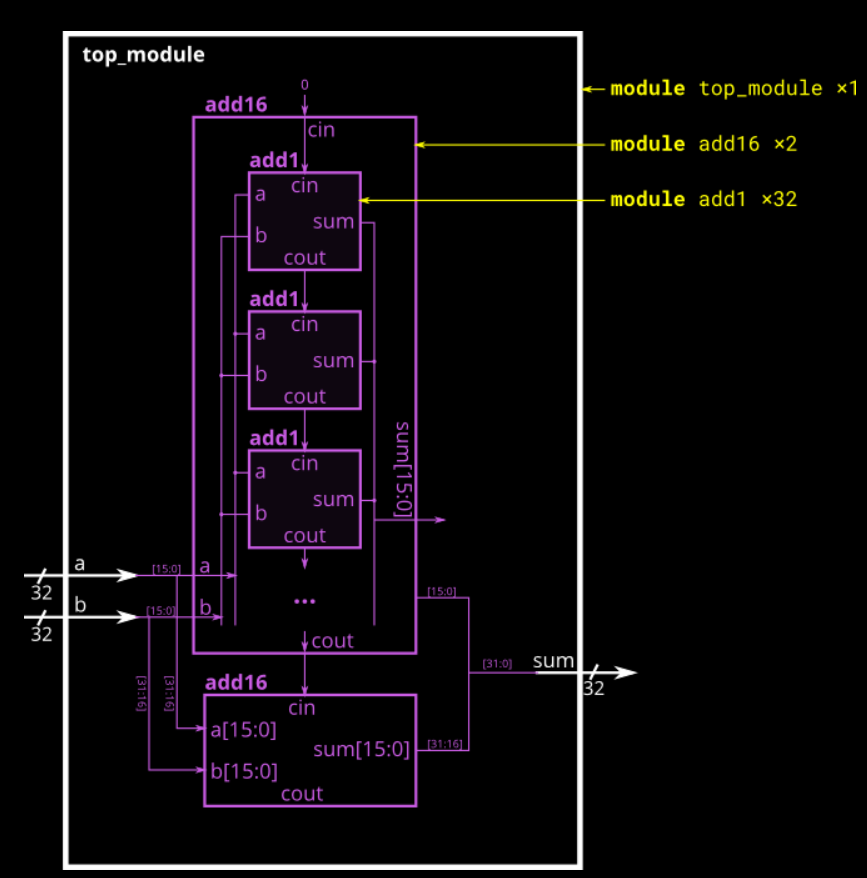 top_module
0
module top_module ×1
add16
cin
module add16 ×2
add1
cin
a
module add1 ×32
sum
b
cout
add1
cin
a
sum
b
cout
add1
cin
a
sum
b
cout
sum[15:0]
a
[15:0]
a
32
...
b
[15:0]
b
[15:0]
32
cout
[31:16]
[31:16]
[31:0]
sum
32
add16
cin
a[15:0]
sum[15:0]
[31:16]
b[15:0]
cout